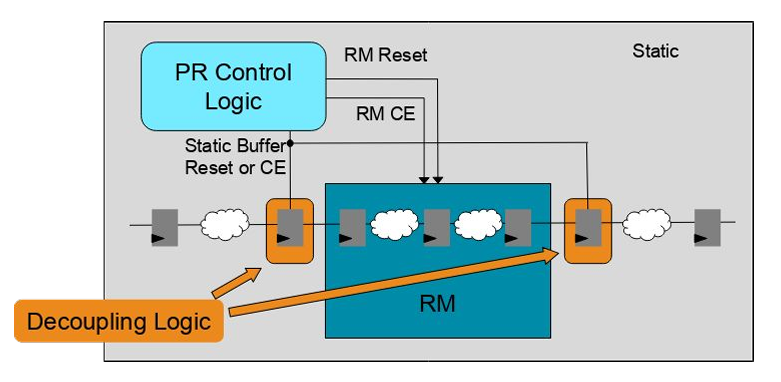 PR Control
Logic
RM Reset
Static
RM CE
Static Buffer
Reset or CE
RM
Decoupling Logic